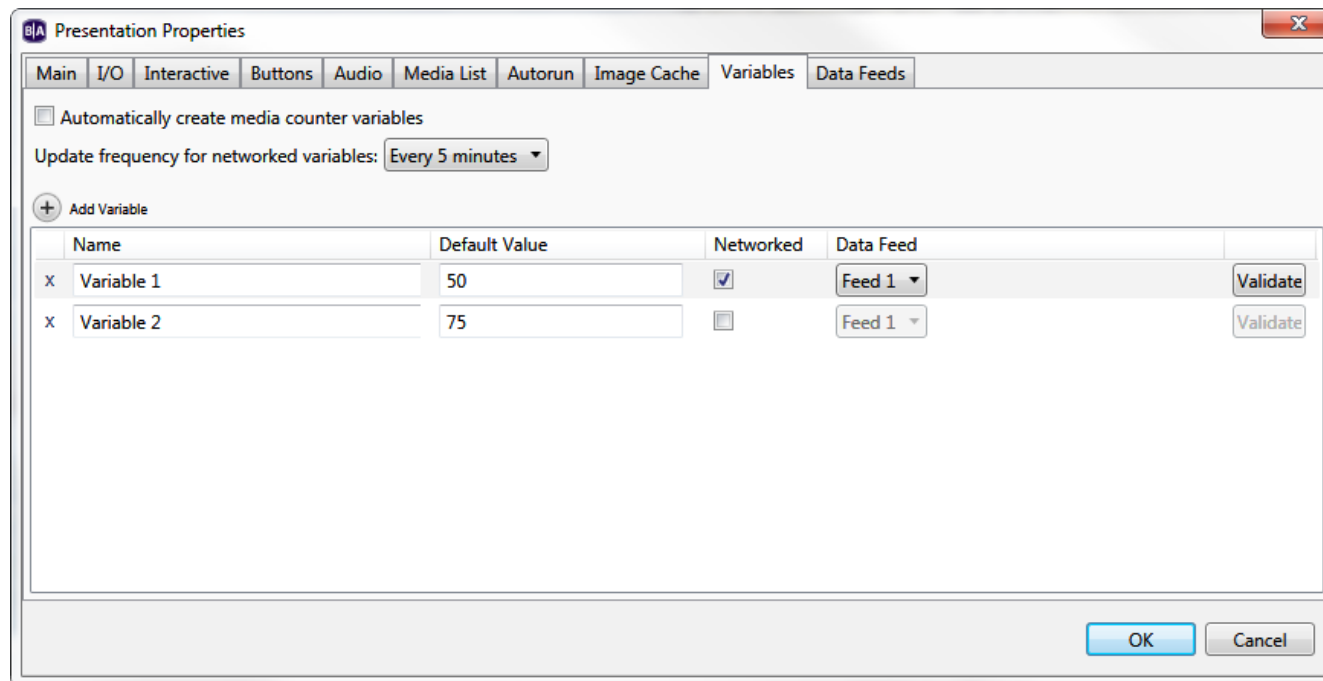 B|A Presentation Properties X
Main I/O Interactive Buttons Audio Media List Autorun Image Cache Variables Data Feeds
Automatically create media counter variables
Update frequency for networked variables: Every 5 minutes
+ Add Variable
Name Default Value Networked Data Feed
x Variable 1 50 Feed 1 Validate
x Variable 2 75 Feed 1 Validate
OK Cancel